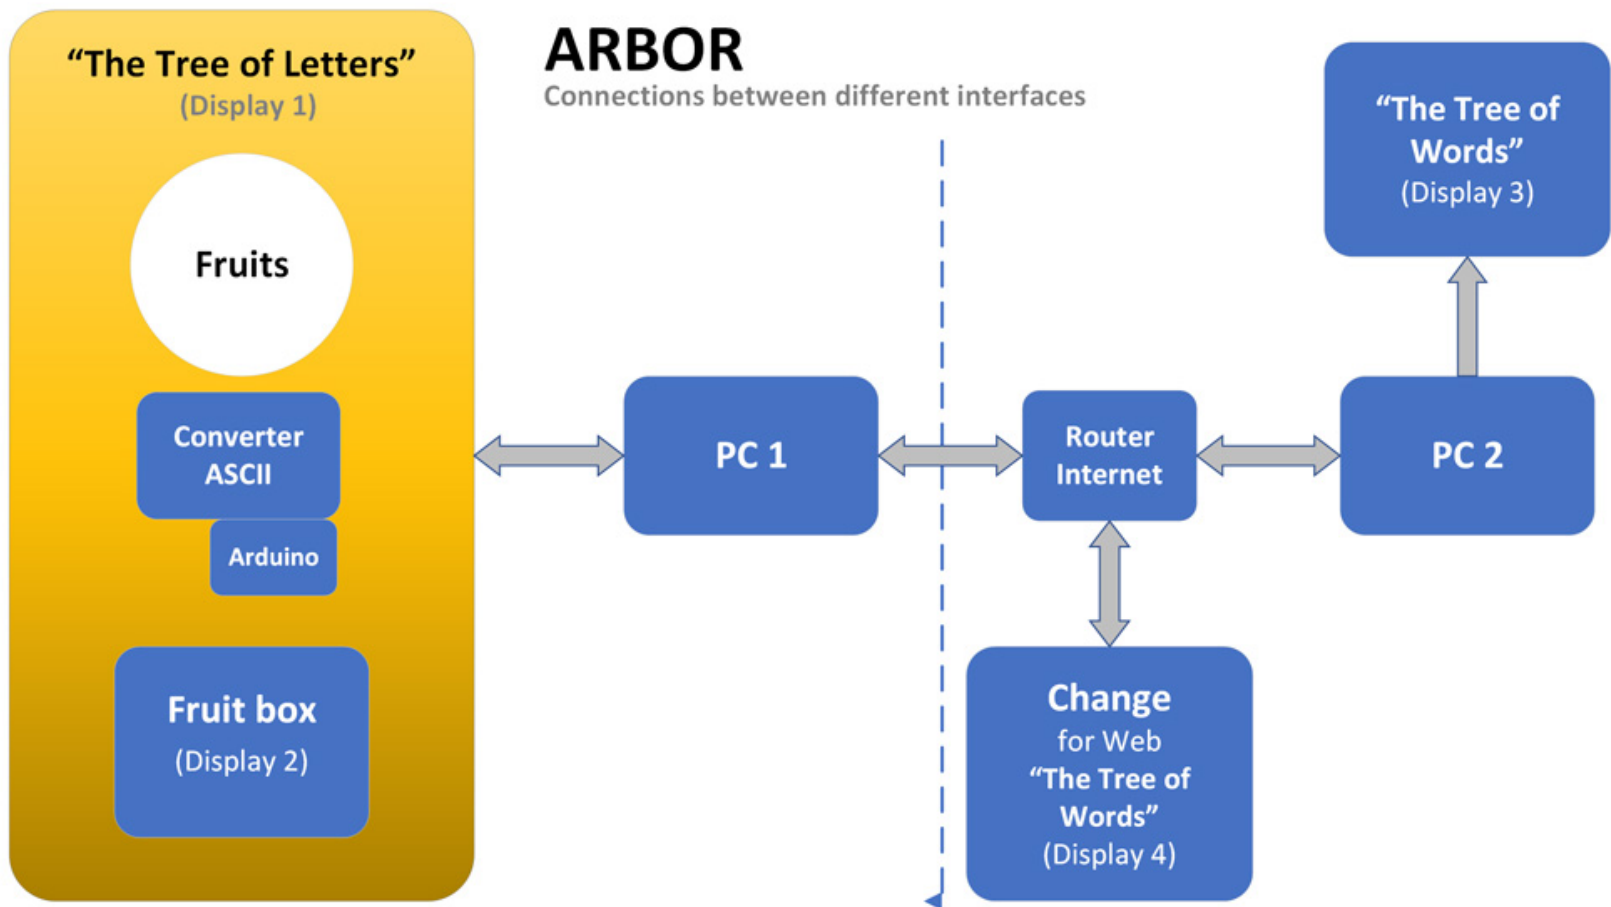 “The Tree of Letters”
(Display 1)
Fruits
Converter
ASCII
Arduino
Fruit box
(Display 2)
ARBOR
Connections between different interfaces
PC 1
Router
Internet
PC 2
“The Tree of
Words”
(Display 3)
Change
for Web
“The Tree of
Words”
(Display 4)